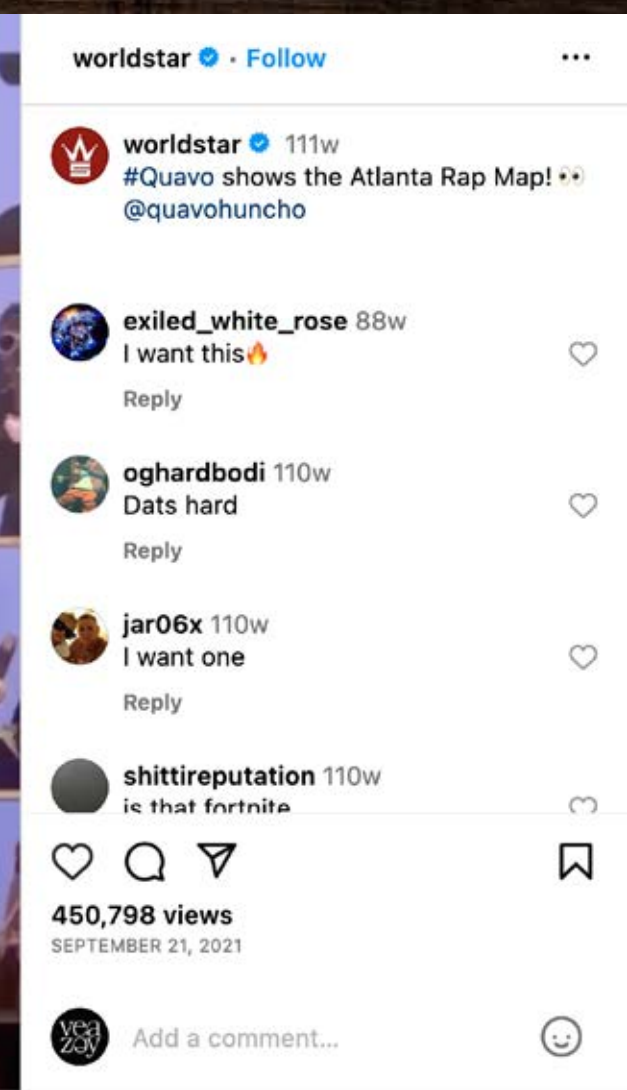 worldstar • Follow
worldstar 111w
#Quavo shows the Atlanta Rap Map! 👀
@quavohuncho
exiled_white_rose 88w
I want this🔥
Reply
oghardbodi 110w
Dats hard
Reply
jar06x 110w
I want one
Reply
shittireputation 110w
is that fortnite
450,798 views
SEPTEMBER 21, 2021
vea
zey
Add a comment...